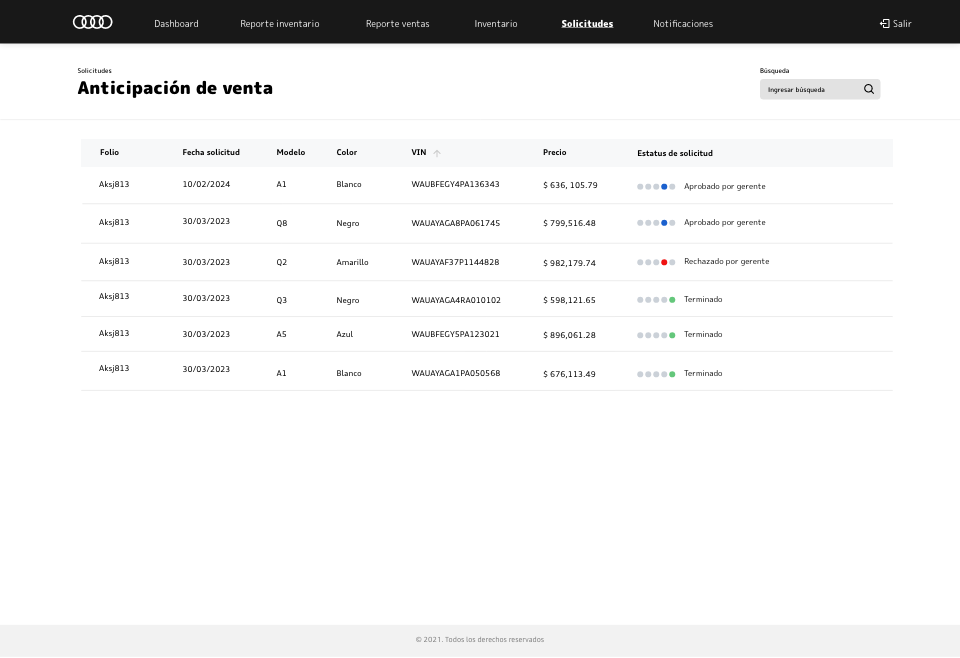 Dashboard Reporte inventario Reporte ventas Inventario Solicitudes Notificaciones Salir
Solicitudes
Anticipación de venta
Búsqueda
Ingresar búsqueda
Folio Fecha solicitud Modelo Color VIN Precio Estatus de solicitud
Aksj813 10/02/2024 A1 Blanco WAUBFEGY4PA136343 $ 636, 105.79 Aprobado por gerente
Aksj813 30/03/2023 Q8 Negro WAUAYAGA8PA061745 $ 799,516.48 Aprobado por gerente
Aksj813 30/03/2023 Q2 Amarillo WAUAYAF37P1144828 $ 982,179.74 Rechazado por gerente
Aksj813 30/03/2023 Q3 Negro WAUAYAGA4RA010102 $ 598,121.65 Terminado
Aksj813 30/03/2023 A5 Azul WAUBFEGY5PA123021 $ 896,061.28 Terminado
Aksj813 30/03/2023 A1 Blanco WAUAYAGA1PA050568 $ 676,113.49 Terminado
© 2021. Todos los derechos reservados